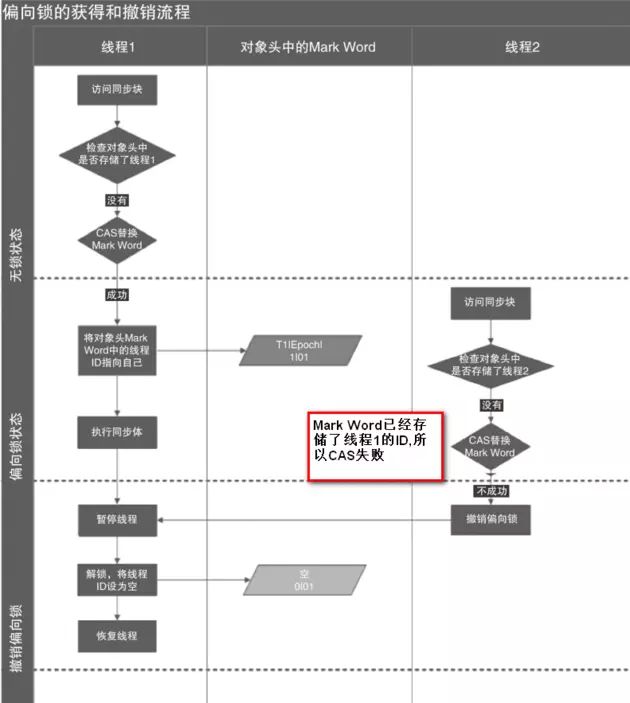 偏向锁的获得和撤销流程
线程1
对象头中的Mark Word
线程2
无锁状态
访问同步块
检查对象头中
是否存储了线程1
没有
CAS替换
Mark Word
偏向锁状态
成功
将对象头Mark
Word中的线程
ID指向自己
T1|Epoch|
1|01
访问同步块
检查对象头中
是否存储了线程2
没有
CAS替换
Mark Word
执行同步体
Mark Word已经存
储了线程1的ID,所
以CAS失败
撤销偏向锁
不成功
撤销偏向锁
暂停线程
解锁，将线程
ID设为空
空
0|01
恢复线程